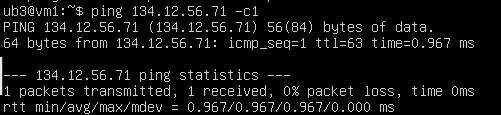 ub3@vm1:~$ ping 134.12.56.71 -c1
PING 134.12.56.71 (134.12.56.71) 56(84) bytes of data.
64 bytes from 134.12.56.71: icmp_seq=1 ttl=63 time=0.967 ms
--- 134.12.56.71 ping statistics ---
1 packets transmitted, 1 received, 0% packet loss, time 0ms
rtt min/avg/max/mdev = 0.967/0.967/0.967/0.000 ms